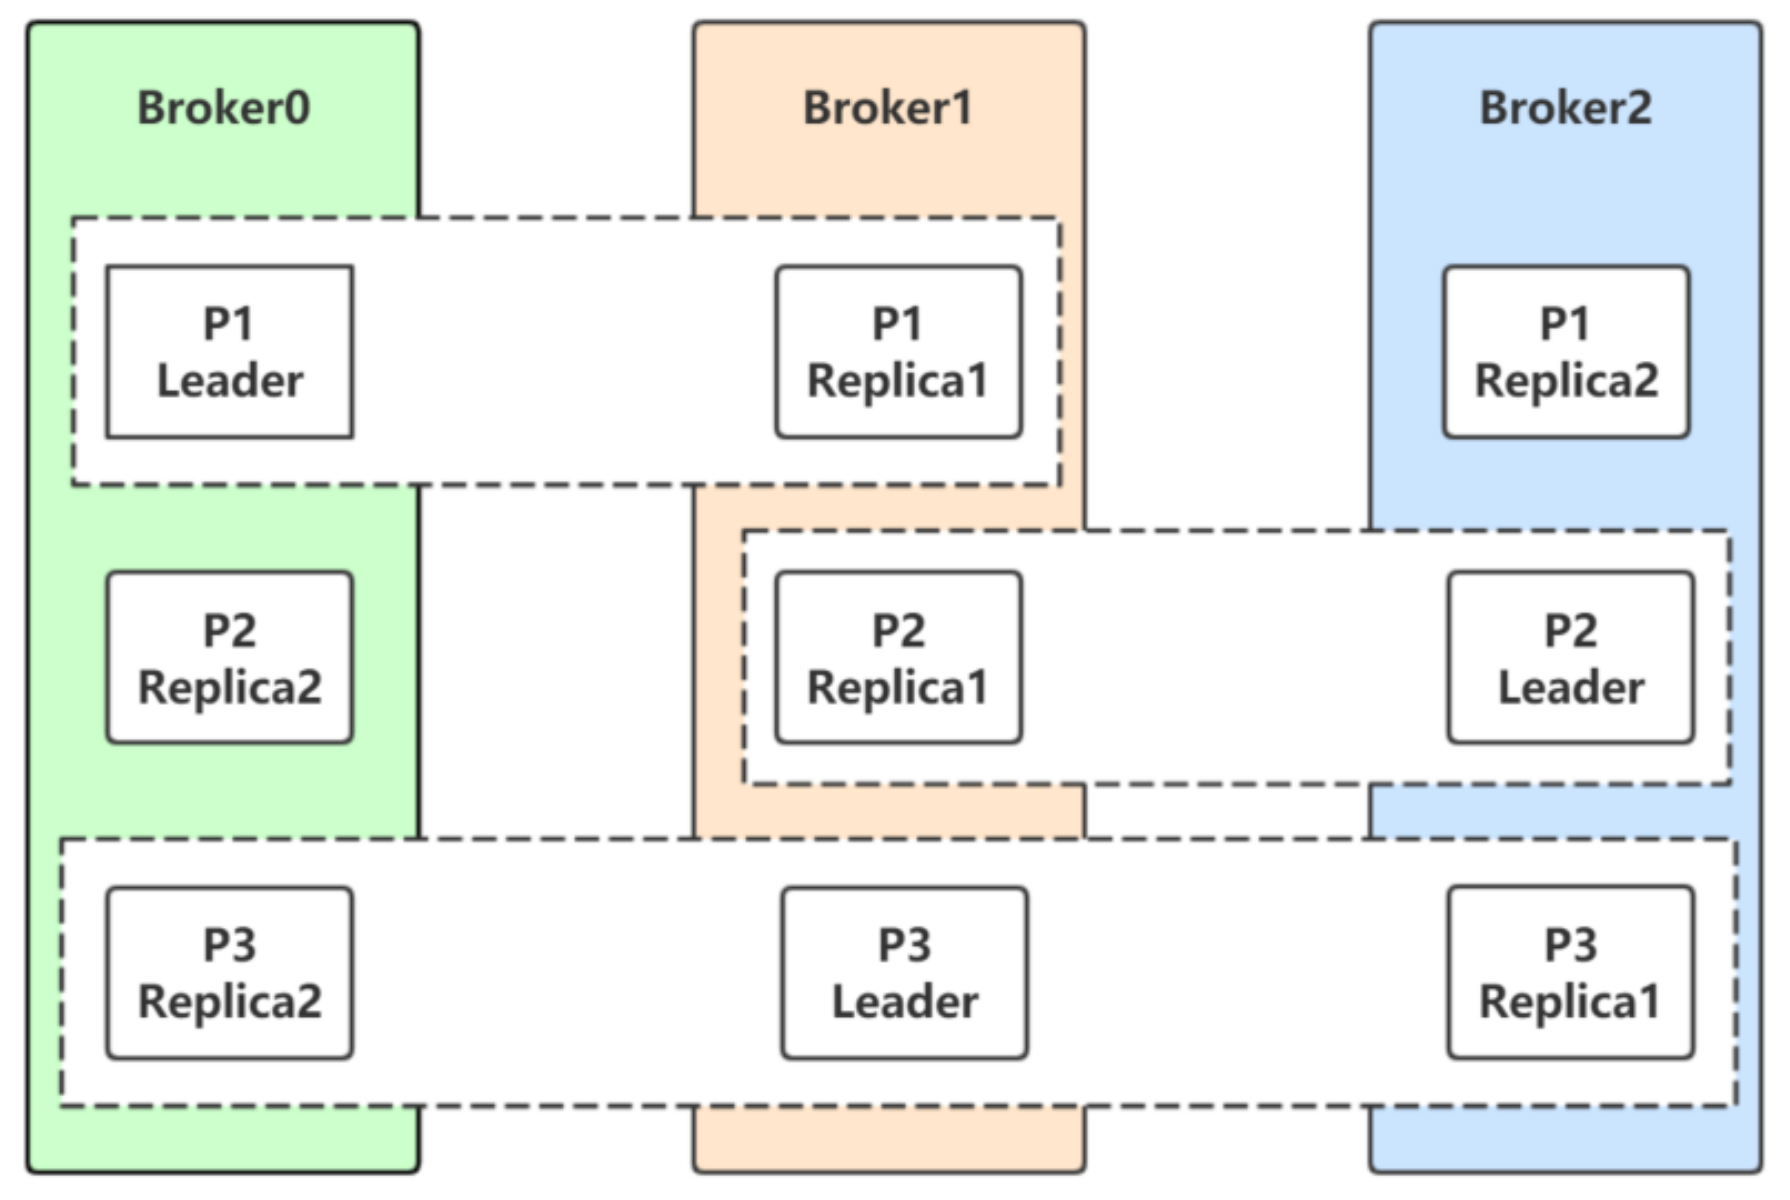 Broker0
Broker1
Broker2
P1
Leader
P1
Replica1
P1
Replica2
P2
Replica2
P2
Replica1
P2
Leader
P3
Replica2
P3
Leader
P3
Replica1